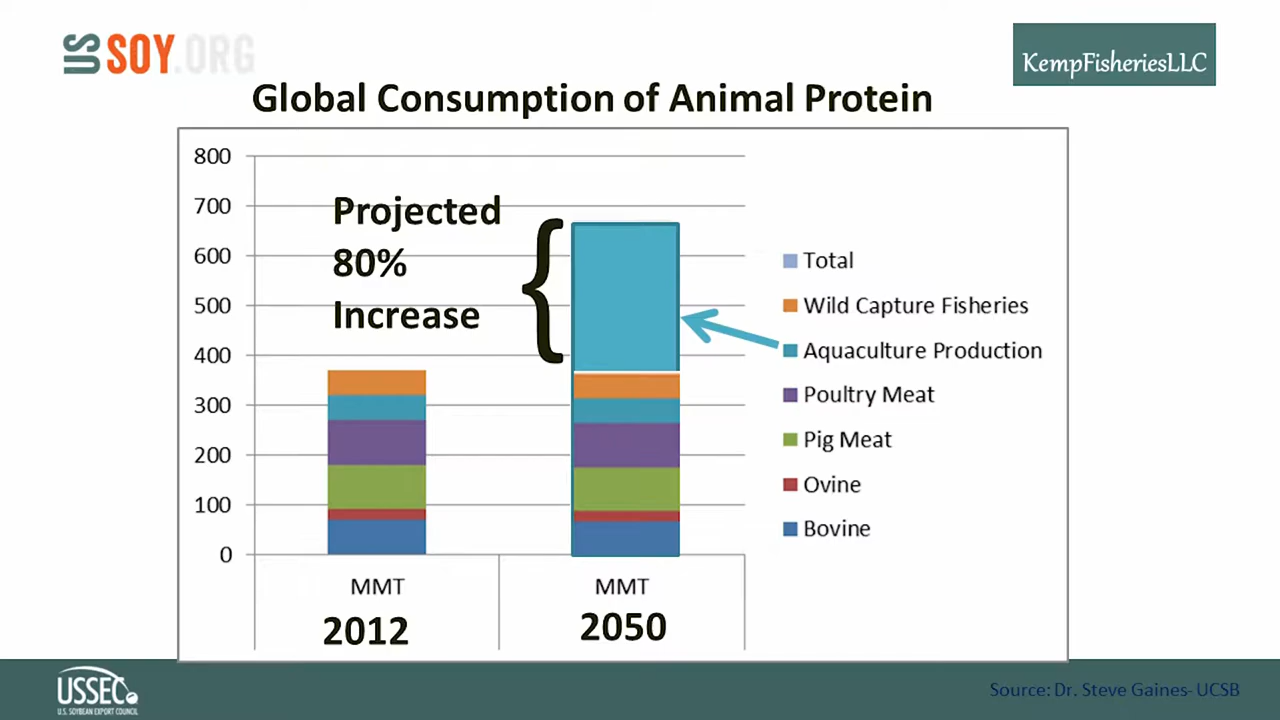 US SOY.ORG
KempFisheriesLLC
Global Consumption of Animal Protein
800
700
600
500
400
300
200
100
0
Projected
80%
Increase
{
Total
Wild Capture Fisheries
Aquaculture Production
Poultry Meat
Pig Meat
Ovine
Bovine
MMT
MMT
2012
2050
USSEC
U.S. SOYBEAN EXPORT COUNCIL
Source: Dr. Steve Gaines- UCSB